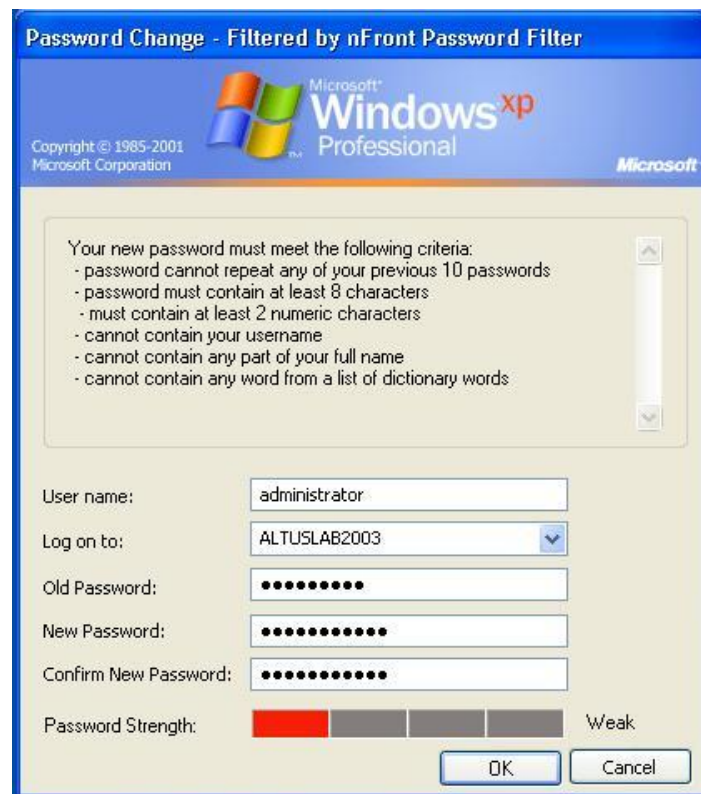 Password Change - Filtered by nFront Password Filter
Microsoft
Windows xp
Professional
TM
Copyright © 1985-2001
Microsoft Corporation
Microsoft
Your new password must meet the following criteria:
- password cannot repeat any of your previous 10 passwords
- password must contain at least 8 characters
- must contain at least 2 numeric characters
- cannot contain your username
- cannot contain any part of your full name
- cannot contain any word from a list of dictionary words
User name: administrator
Log on to: ALTUSLAB2003
Old Password: ●●●●●●●●●
New Password: ●●●●●●●●●●●
Confirm New Password: ●●●●●●●●●●●
Password Strength: Weak
OK Cancel